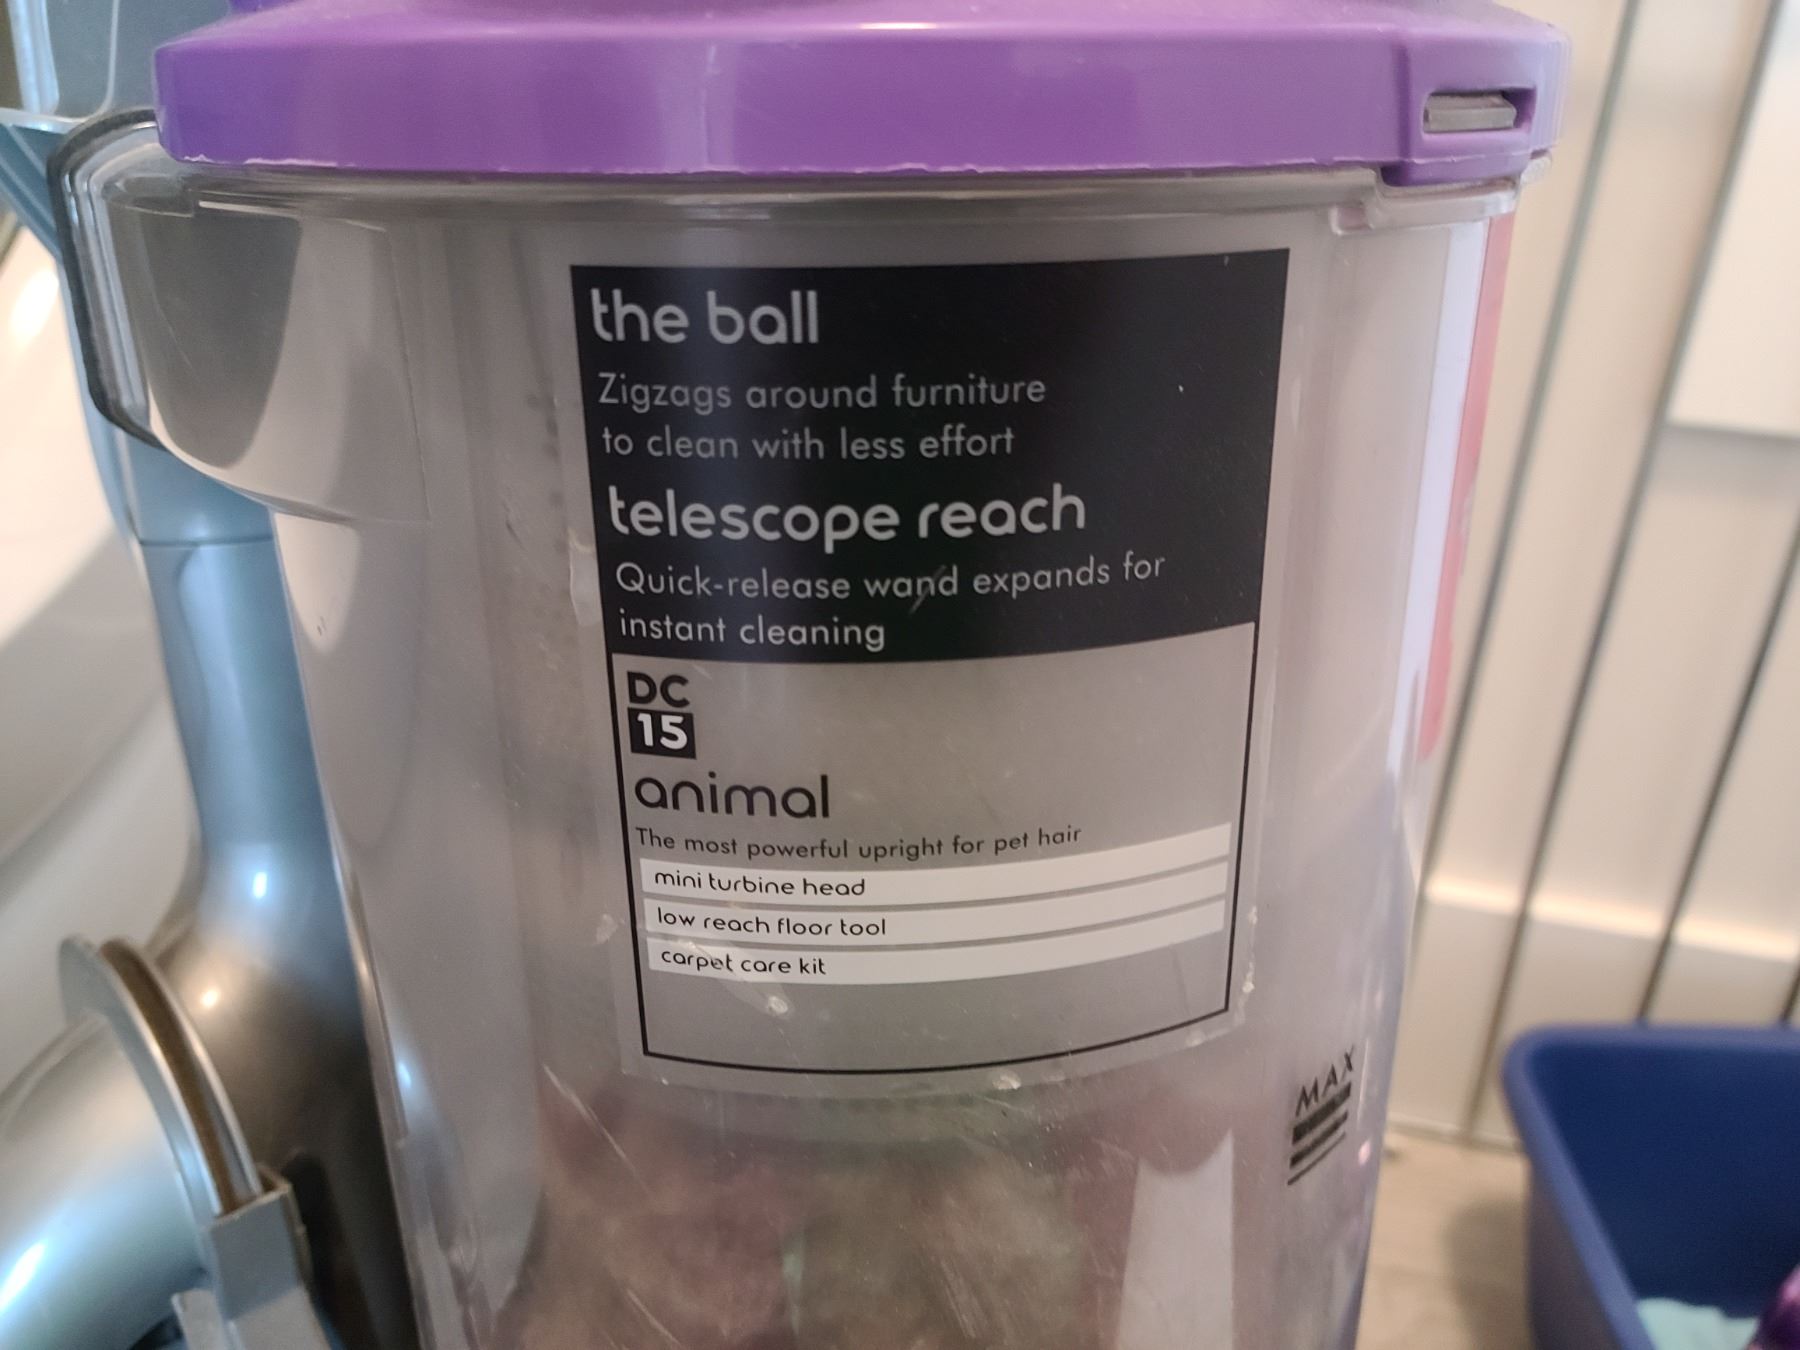 the ball
Zigzags around furniture
to clean with less effort
telescope reach
Quick-release wand expands for
instant cleaning
DC
15
animal
The most powerful upright for pet hair
mini turbine head
low reach floor tool
carpet care kit
MAX